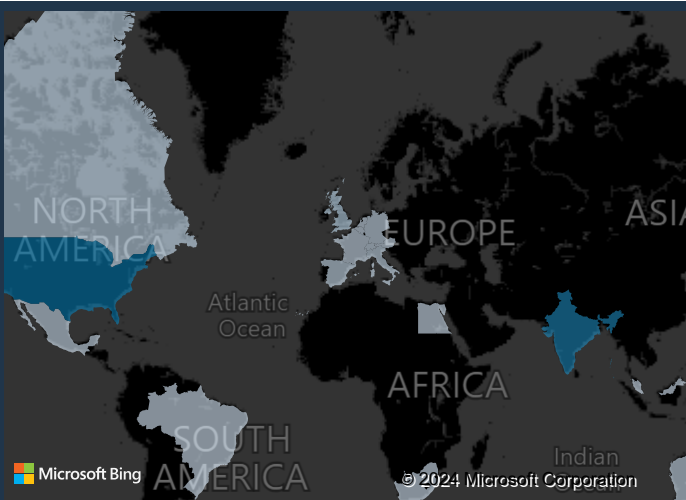 NORTH
AMERICA
EUROPE
ASIA
Atlantic
Ocean
AFRICA
SOUTH
AMERICA
Indian
Microsoft Bing
© 2024 Microsoft Corporation